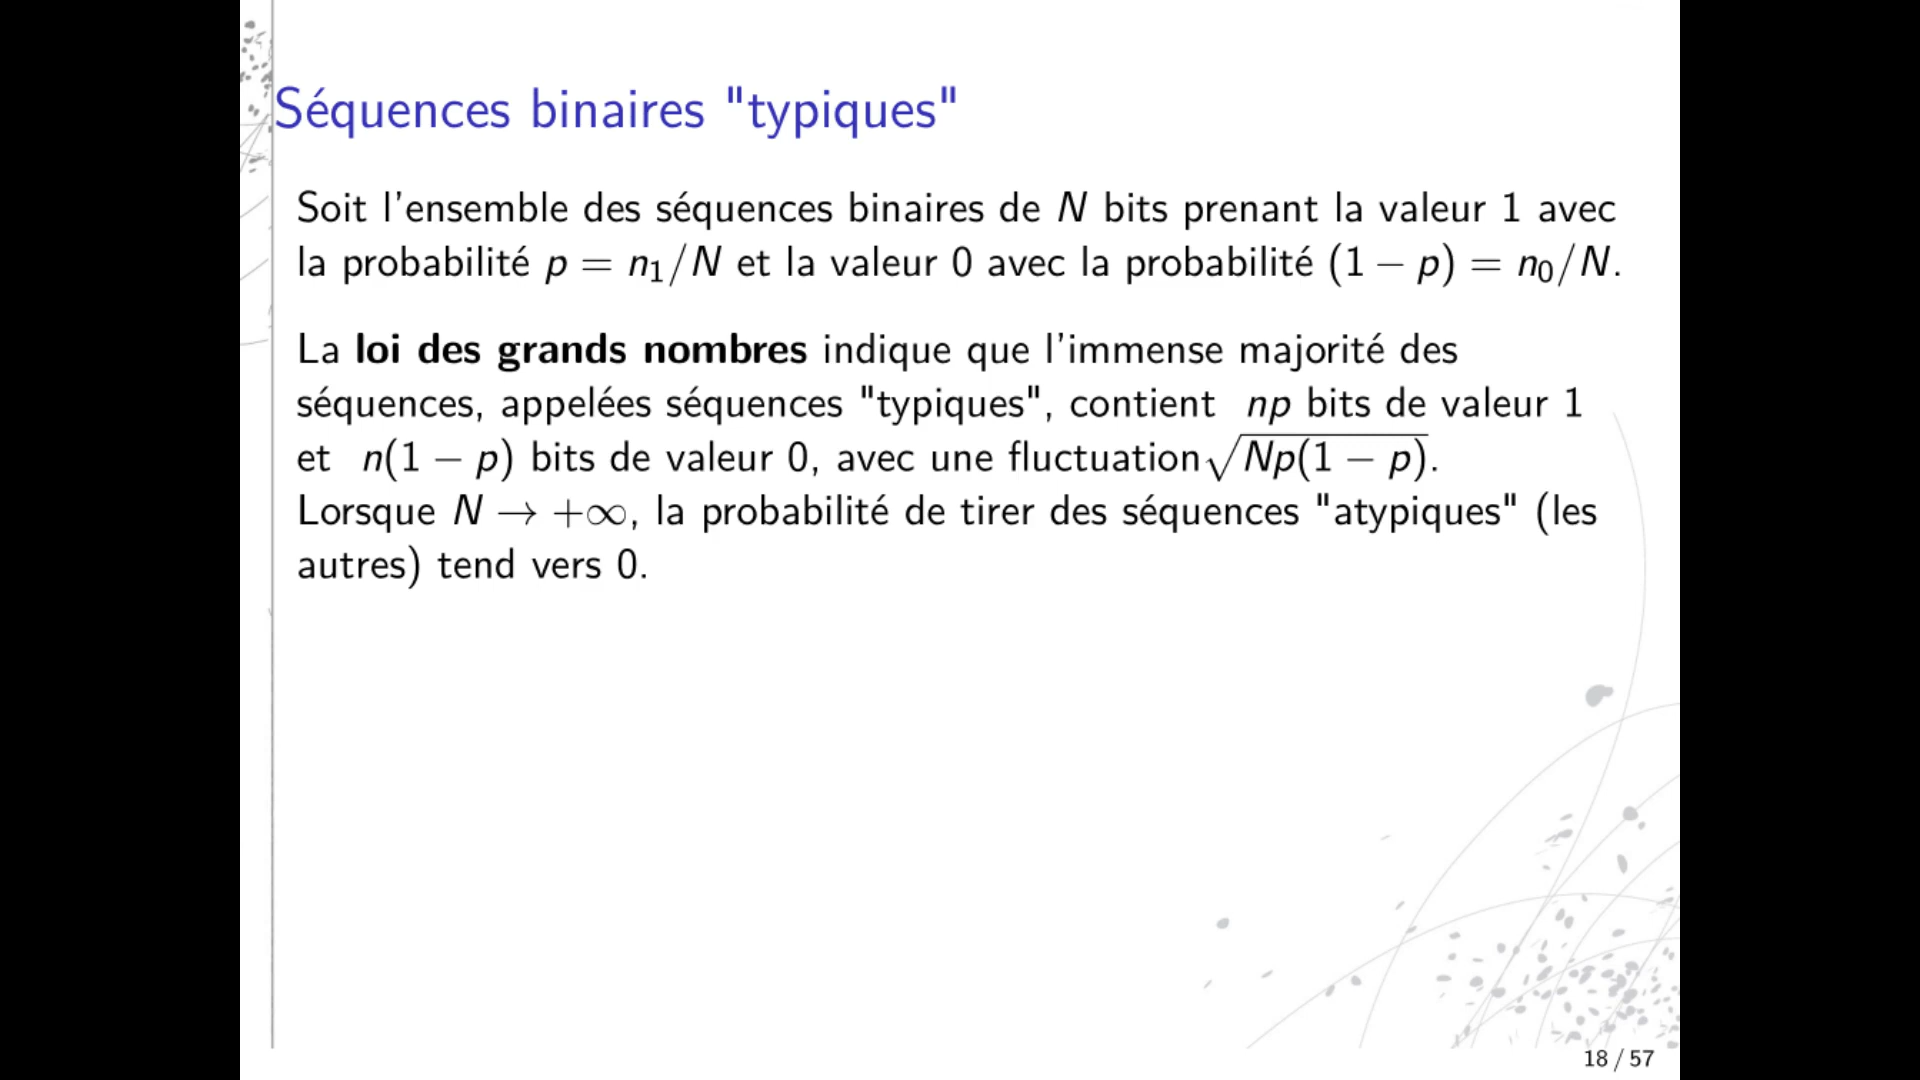 Séquences binaires "typiques"
Soit l'ensemble des séquences binaires de N bits prenant la valeur 1 avec
la probabilité p = n₁/N et la valeur 0 avec la probabilité (1 − p) = n₀/N.
La loi des grands nombres indique que l'immense majorité des
séquences, appelées séquences "typiques", contient np bits de valeur 1
et n(1 − p) bits de valeur 0, avec une fluctuation √Np(1 − p).
Lorsque N → +∞, la probabilité de tirer des séquences "atypiques" (les
autres) tend vers 0.
18 / 57